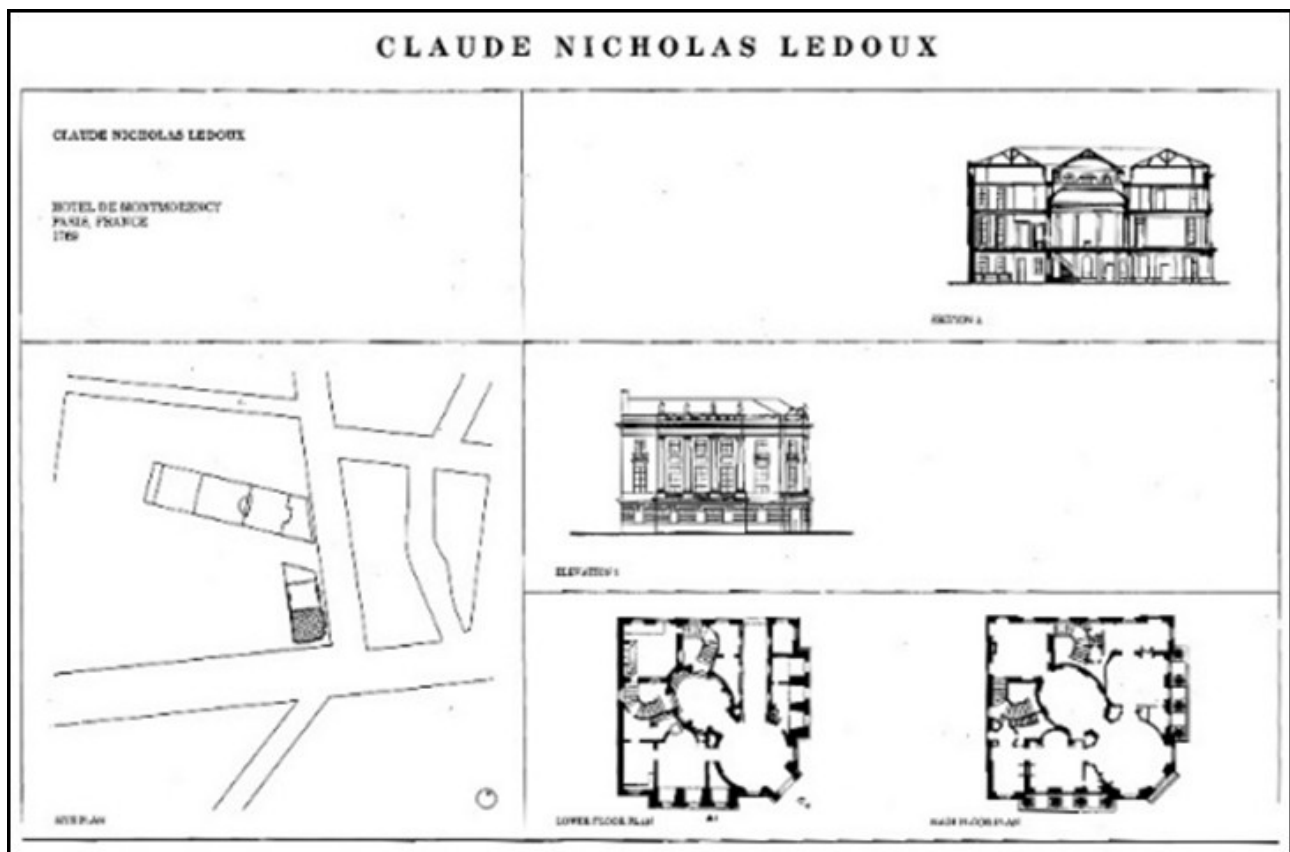 CLAUDE NICHOLAS LEDOUX
CLAUDE NICHOLAS LEDOUX
HOTEL DE MONTMORENCY
PARIS, FRANCE
1769
SECTION A
ELEVATION 1
SITE PLAN
LOWER FLOOR PLAN
MAIN FLOOR PLAN